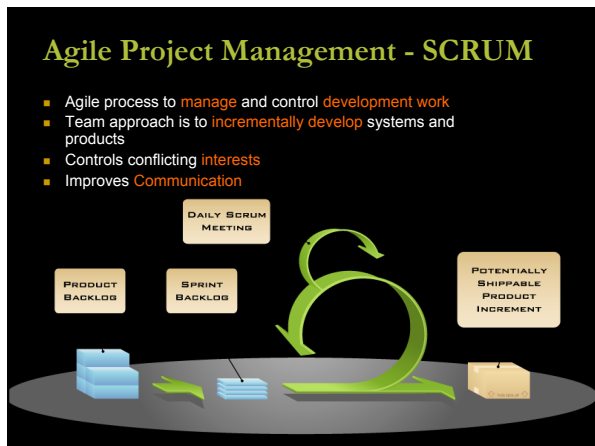 Agile Project Management - SCRUM
Agile process to manage and control development work
Team approach is to incrementally develop systems and
products
Controls conflicting interests
Improves Communication
DAILY SCRUM
MEETING
PRODUCT
BACKLOG
SPRINT
BACKLOG
POTENTIALLY
SHIPPABLE
PRODUCT
INCREMENT